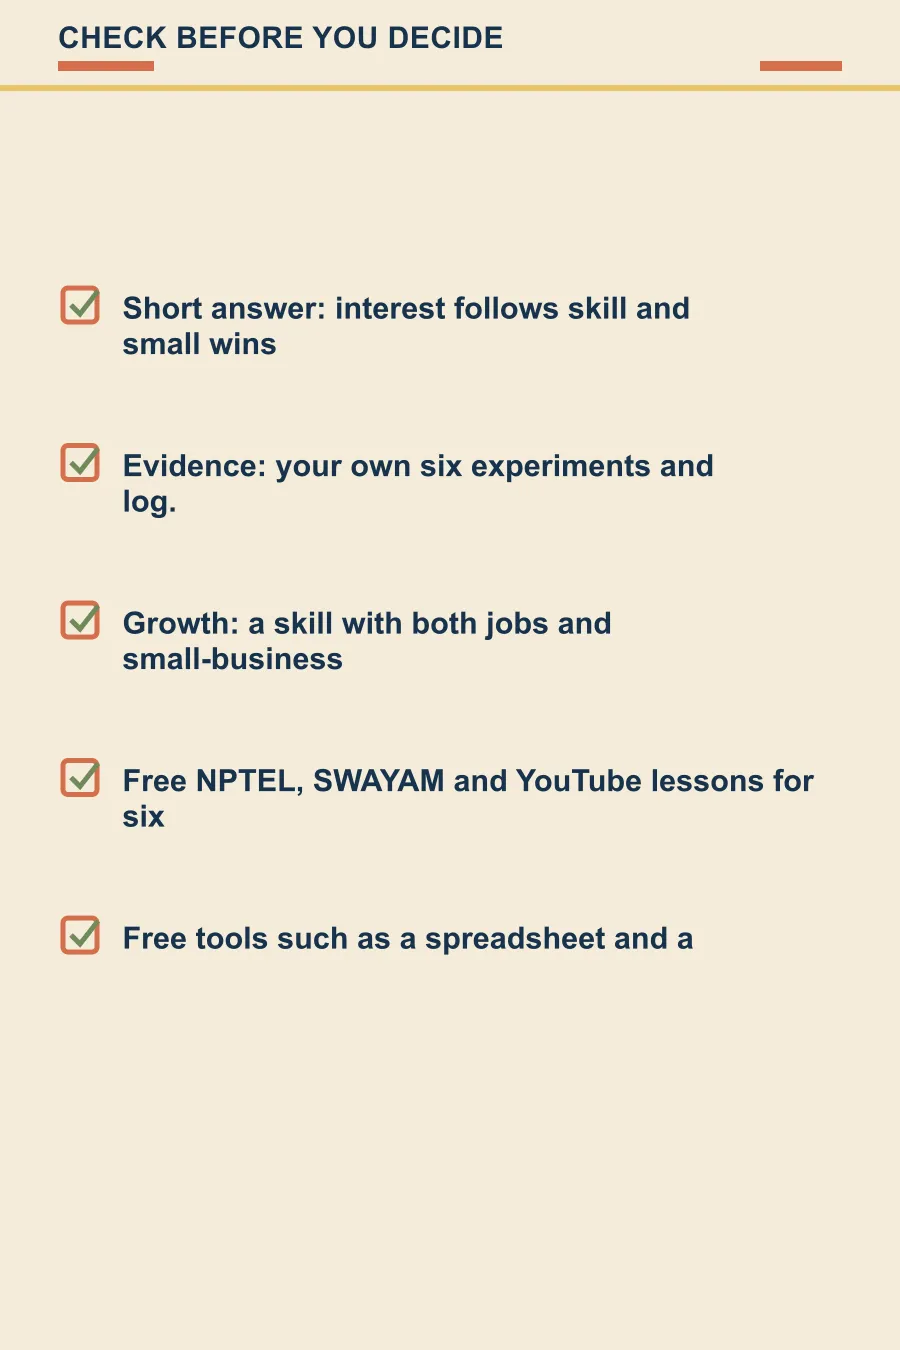 CHECK BEFORE YOU DECIDE
Short answer: interest follows skill and
small wins
Evidence: your own six experiments and
log.
Growth: a skill with both jobs and
small-business
Free NPTEL, SWAYAM and YouTube lessons for
six
Free tools such as a spreadsheet and a